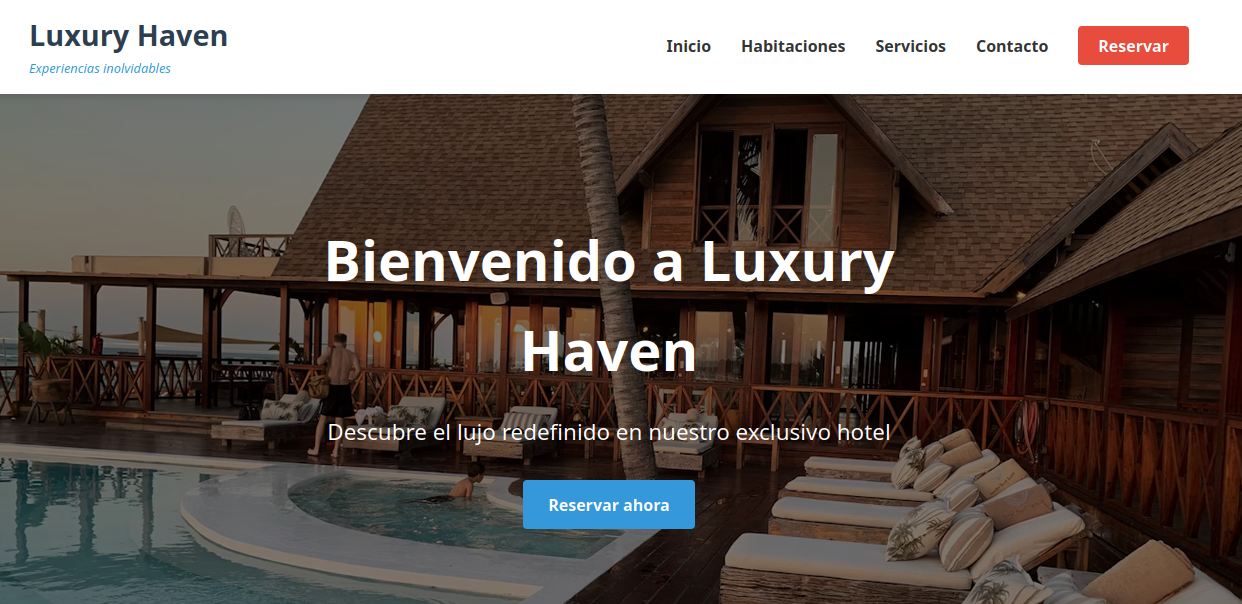 Luxury Haven
Experiencias inolvidables
Inicio Habitaciones Servicios Contacto Reservar
Bienvenido a Luxury
Haven
Descubre el lujo redefinido en nuestro exclusivo hotel
Reservar ahora